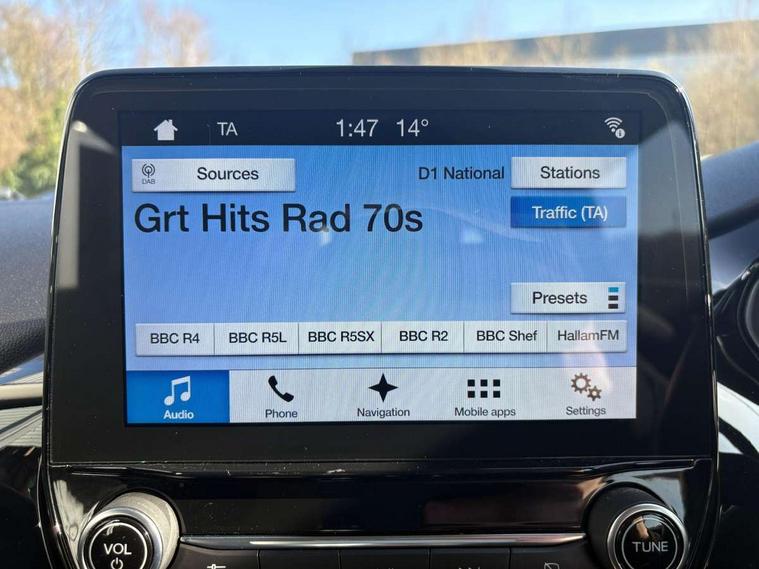 TA 1:47 14°
DAB Sources D1 National Stations
Grt Hits Rad 70s Traffic (TA)
Presets
BBC R4 BBC R5L BBC R5SX BBC R2 BBC Shef HallamFM
Audio Phone Navigation Mobile apps Settings
VOL TUNE